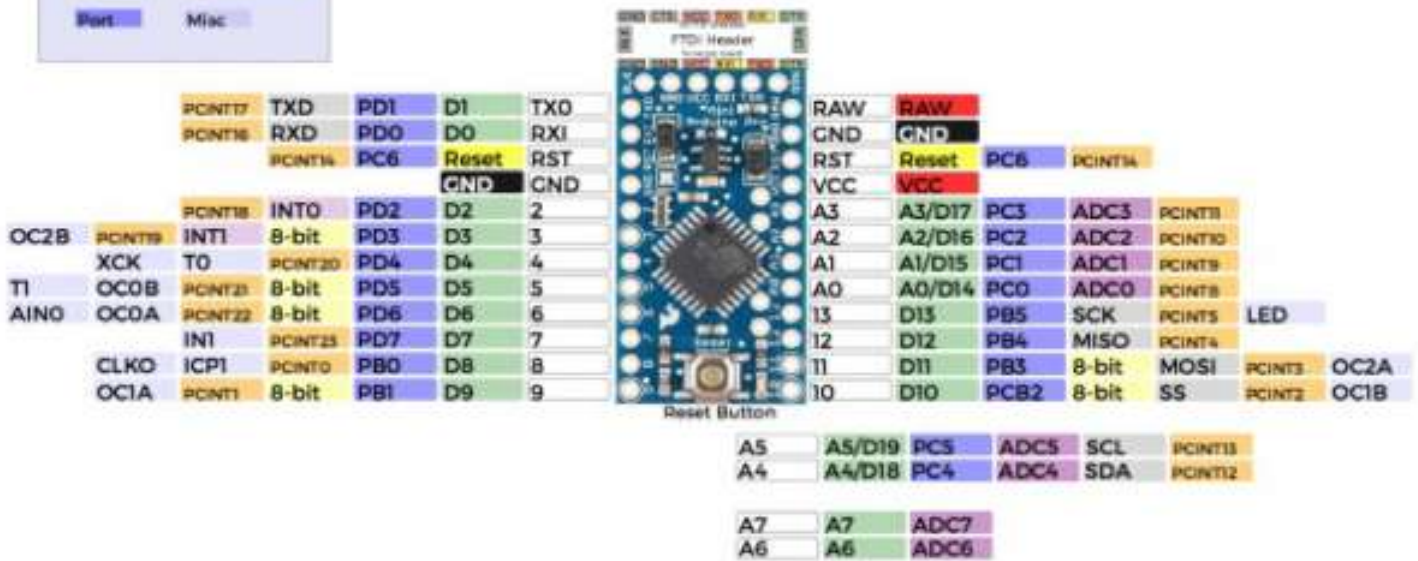 Port Misc
FTDI Header
PCINT17 TXD PD1 D1 TX0
RAW RAW
PCINT16 RXD PD0 D0 RXI
GND GND
PCINT14 PC6 Reset RST
RST Reset PC6 PCINT14
GND GND
VCC VCC
PCINT18 INT0 PD2 D2 2
A3 A3/D17 PC3 ADC3 PCINT11
OC2B PCINT19 INT1 8-bit PD3 D3 3
A2 A2/D16 PC2 ADC2 PCINT10
XCK T0 PCINT20 PD4 D4 4
A1 A1/D15 PC1 ADC1 PCINT9
T1 OC0B PCINT21 8-bit PD5 D5 5
A0 A0/D14 PC0 ADC0 PCINT8
AIN0 OC0A PCINT22 8-bit PD6 D6 6
13 D13 PB5 SCK PCINT5 LED
IN1 PCINT23 PD7 D7 7
12 D12 PB4 MISO PCINT4
CLKO ICP1 PCINT0 PB0 D8 8
11 D11 PB3 8-bit MOSI PCINT3 OC2A
OC1A PCINT1 8-bit PB1 D9 9
10 D10 PCB2 8-bit SS PCINT2 OC1B
Reset Button
A5 A5/D19 PC5 ADC5 SCL PCINT13
A4 A4/D18 PC4 ADC4 SDA PCINT12
A7 A7 ADC7
A6 A6 ADC6